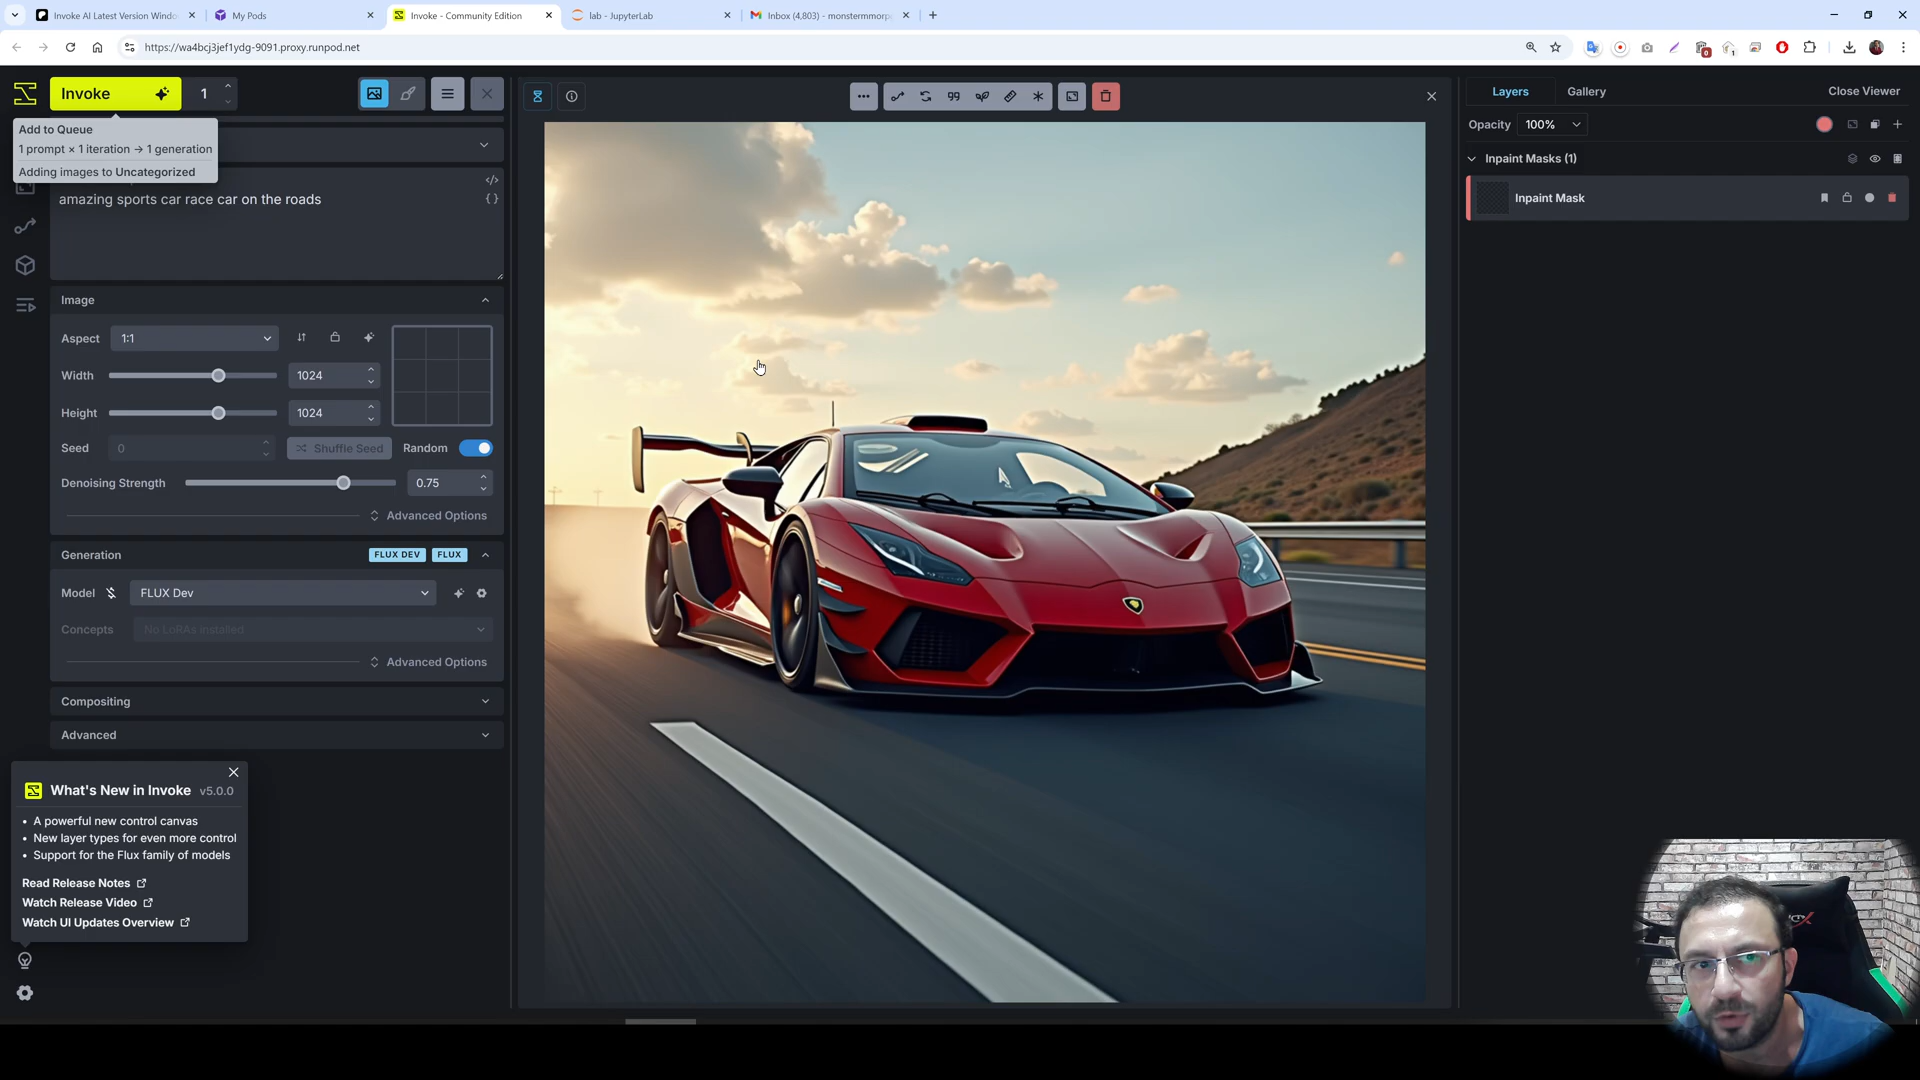 Invoke AI Latest Version Windo
My Pods
Invoke - Community Edition
lab - JupyterLab
Inbox (4,803) - monstermmorp
https://wa4bcj3jef1ydg-9091.proxy.runpod.net
Invoke
1
Add to Queue
1 prompt × 1 iteration → 1 generation
Adding images to Uncategorized
amazing sports car race car on the roads
Image
Aspect
1:1
Width
1024
Height
1024
Seed
0
Shuffle Seed
Random
Denoising Strength
0.75
Advanced Options
Generation
FLUX DEV
FLUX
Model
FLUX Dev
Concepts
No LoRAs installed
Advanced Options
Compositing
Advanced
What's New in Invoke
v5.0.0
• A powerful new control canvas
• New layer types for even more control
• Support for the Flux family of models
Read Release Notes
Watch Release Video
Watch UI Updates Overview
Layers
Gallery
Close Viewer
Opacity
100%
Inpaint Masks (1)
Inpaint Mask